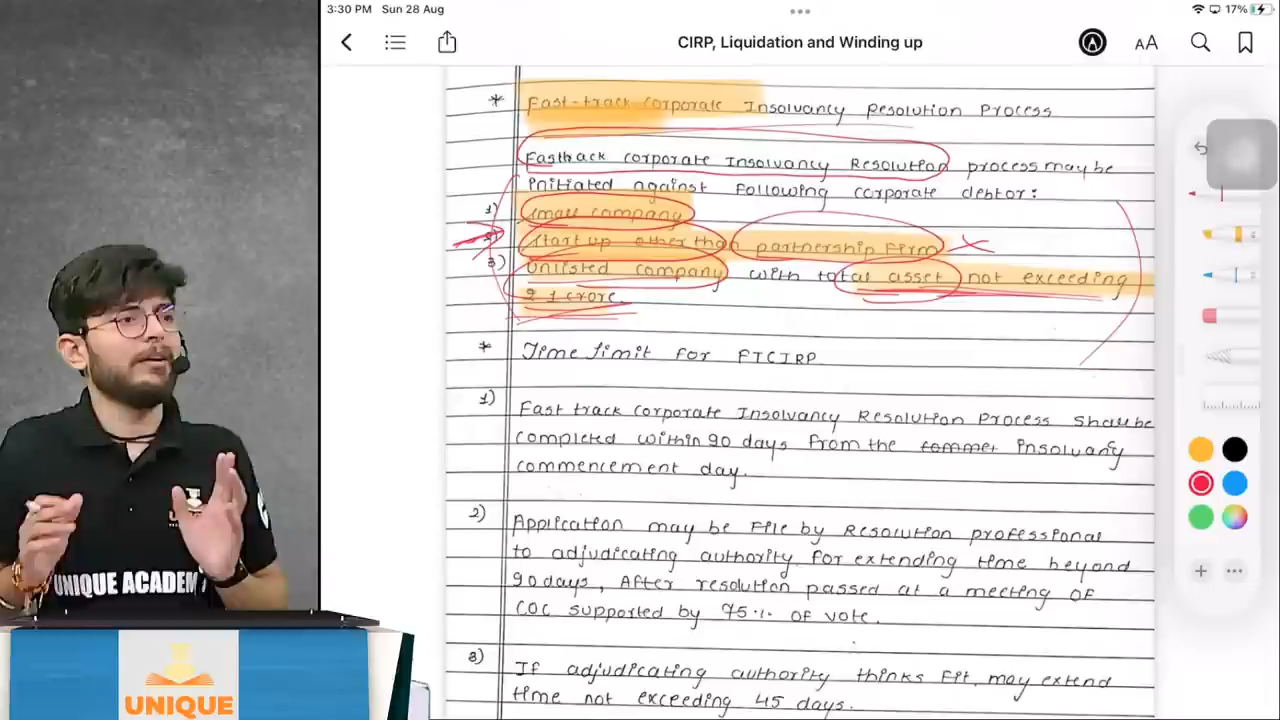 3:30 PM Sun 28 Aug
17%
CIRP, Liquidation and Winding up
AA
* Fast-track Corporate Insolvancy Resolution Process
Fasttrack corporate Insolvancy Resolution process may be
initiated against following corporate debtor:
1) small company
2) Start up other than partnership Firm
3) Unlisted company with total asset not exceeding
₹ 1 crore.
* Time limit for FTCIRP
1) Fast track corporate Insolvancy Resolution Process shall be
completed within 90 days from the insolvany
commencement day.
2) Application may be File by Resolution professional
to adjudicating authority for extending time beyond
90 days, After resolution passed at a meeting of
COC supported by 75% of vote.
3) If adjudicating authority thinks fit, may extend
time not exceeding 45 days.
UNIQUE ACADEM
UNIQUE